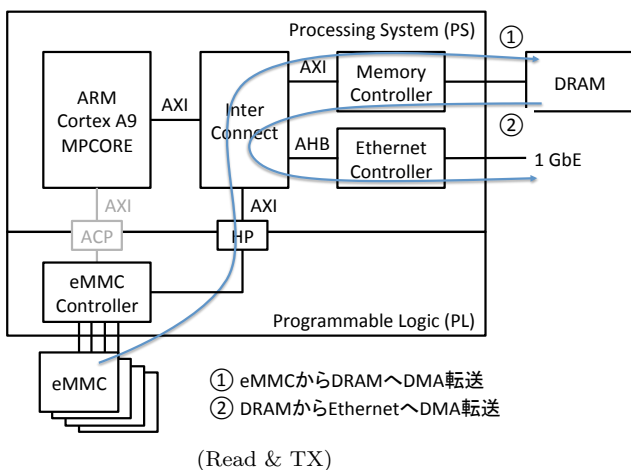 Processing System (PS)
①
AXI
Memory
Controller
DRAM
ARM
Cortex A9
MPCORE
AXI
Inter
Connect
②
AHB
Ethernet
Controller
1 GbE
AXI
AXI
ACP
HP
eMMC
Controller
Programmable Logic (PL)
eMMC
① eMMCからDRAMへDMA転送
② DRAMからEthernetへDMA転送
(Read & TX)